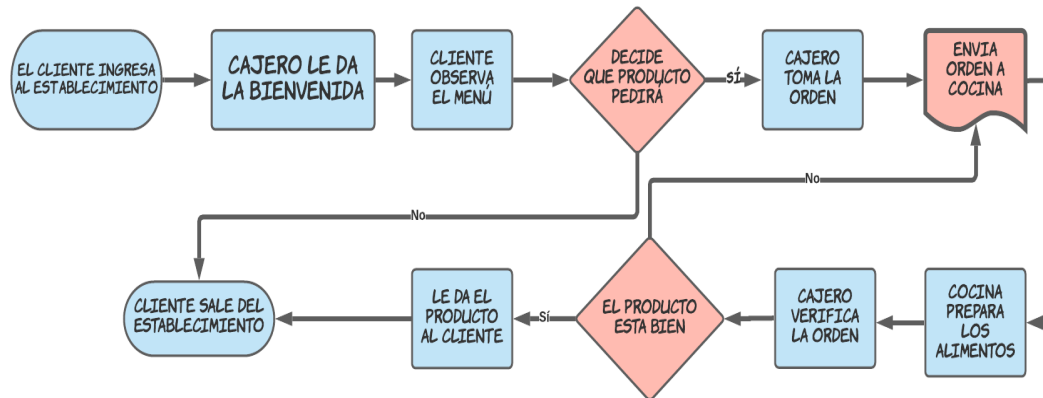 EL CLIENTE INGRESA
AL ESTABLECIMIENTO
CAJERO LE DA
LA BIENVENIDA
CLIENTE
OBSERVA
EL MENÚ
DECIDE
QUE PRODUCTO
PEDIRÁ
SÍ
CAJERO
TOMA LA
ORDEN
ENVIA
ORDEN A
COCINA
No
No
CLIENTE SALE DEL
ESTABLECIMIENTO
LE DA EL
PRODUCTO
AL CLIENTE
Sí
EL PRODUCTO
ESTA BIEN
CAJERO
VERIFICA
LA ORDEN
COCINA
PREPARA
LOS
ALIMENTOS